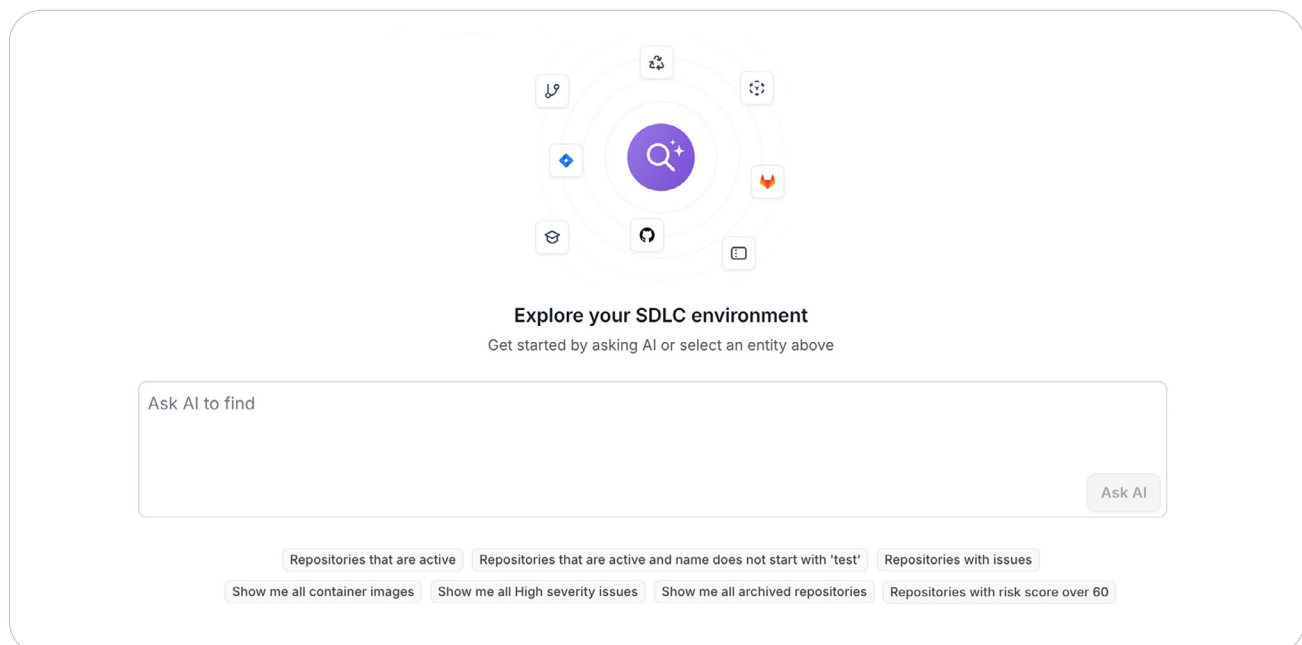 Explore your SDLC environment
Get started by asking AI or select an entity above
Ask AI to find
Ask AI
Repositories that are active
Repositories that are active and name does not start with 'test'
Repositories with issues
Show me all container images
Show me all High severity issues
Show me all archived repositories
Repositories with risk score over 60